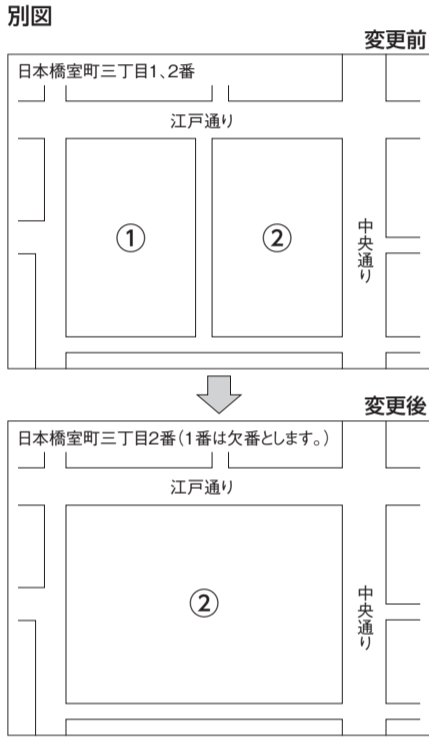 別図
変更前
日本橋室町三丁目1、2番
江戸通り
①
②
中央通り
変更後
日本橋室町三丁目2番(1番は欠番とします。)
江戸通り
②
中央通り